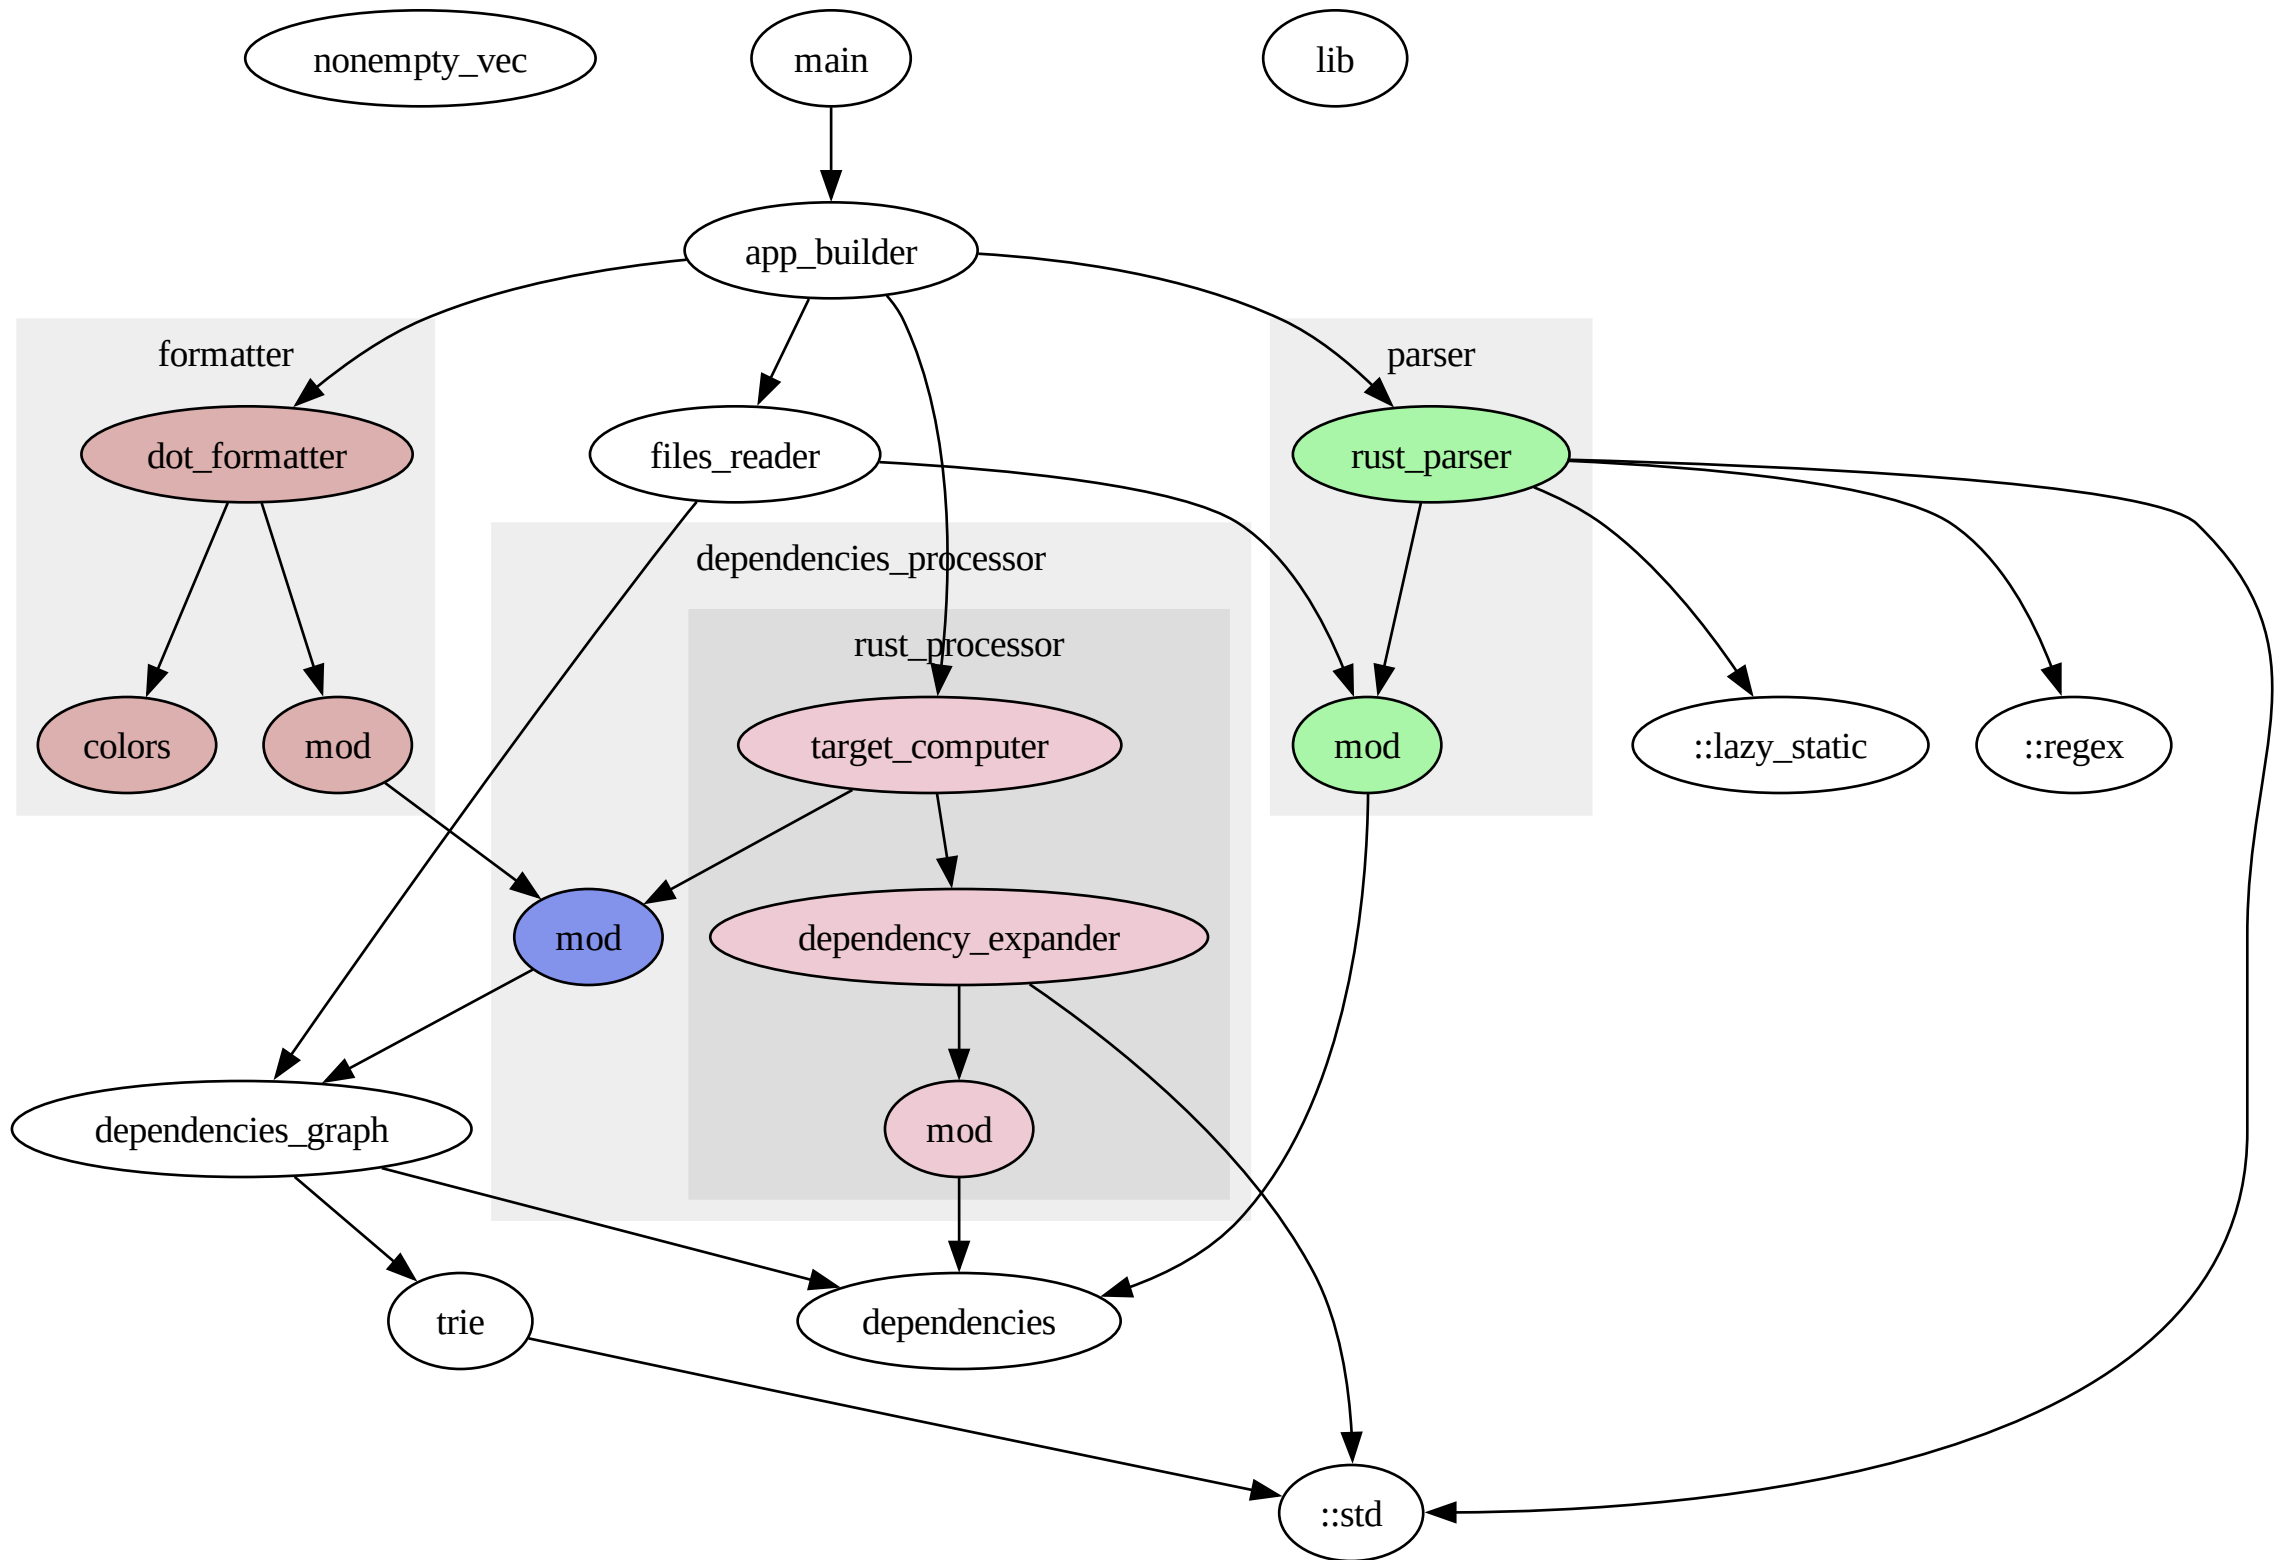 nonempty_vec
main
lib
app_builder
formatter
parser
dot_formatter
files_reader
rust_parser
dependencies_processor
rust_processor
colors
mod
target_computer
mod
::lazy_static
::regex
mod
dependency_expander
dependencies_graph
mod
trie
dependencies
::std